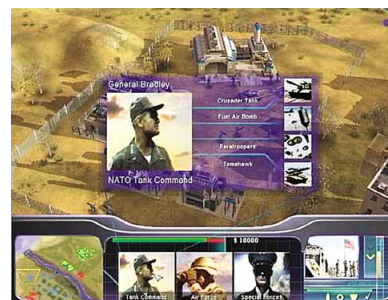 General Bradley
Crusader Tank
Fuel Air Bomb
Paratroopers
Tomahawk
NATO Tank Command
$ 10000
Tank Command
Air Force
Special Forces